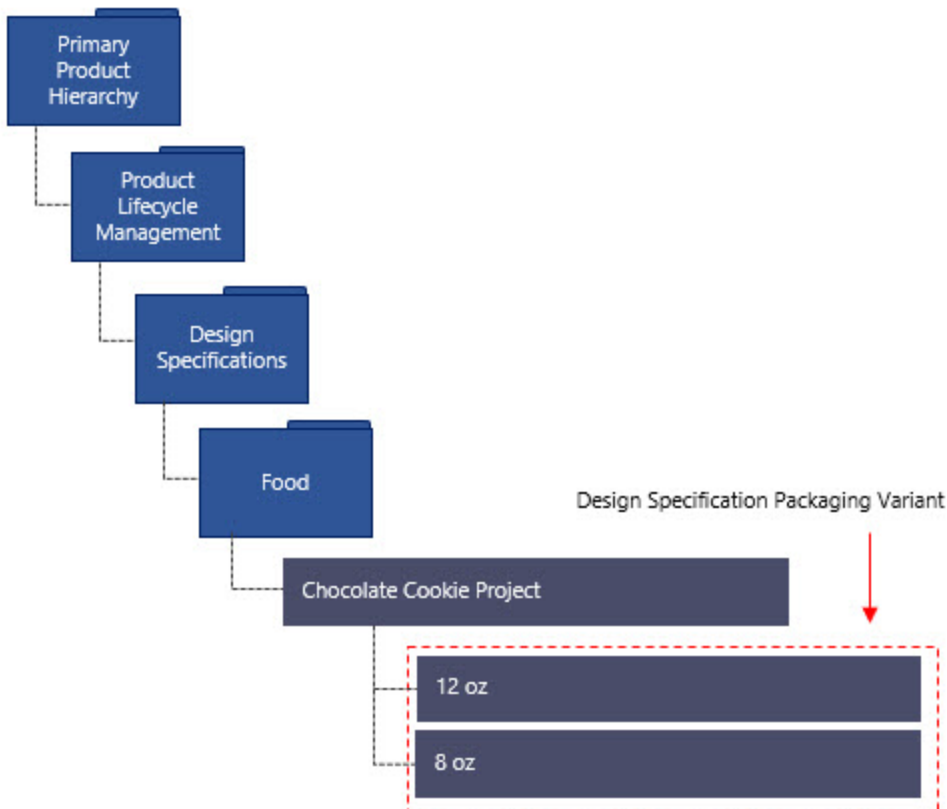 Primary
Product
Hierarchy
Product
Lifecycle
Management
Design
Specifications
Food
Design Specification Packaging Variant
Chocolate Cookie Project
12 oz
8 oz